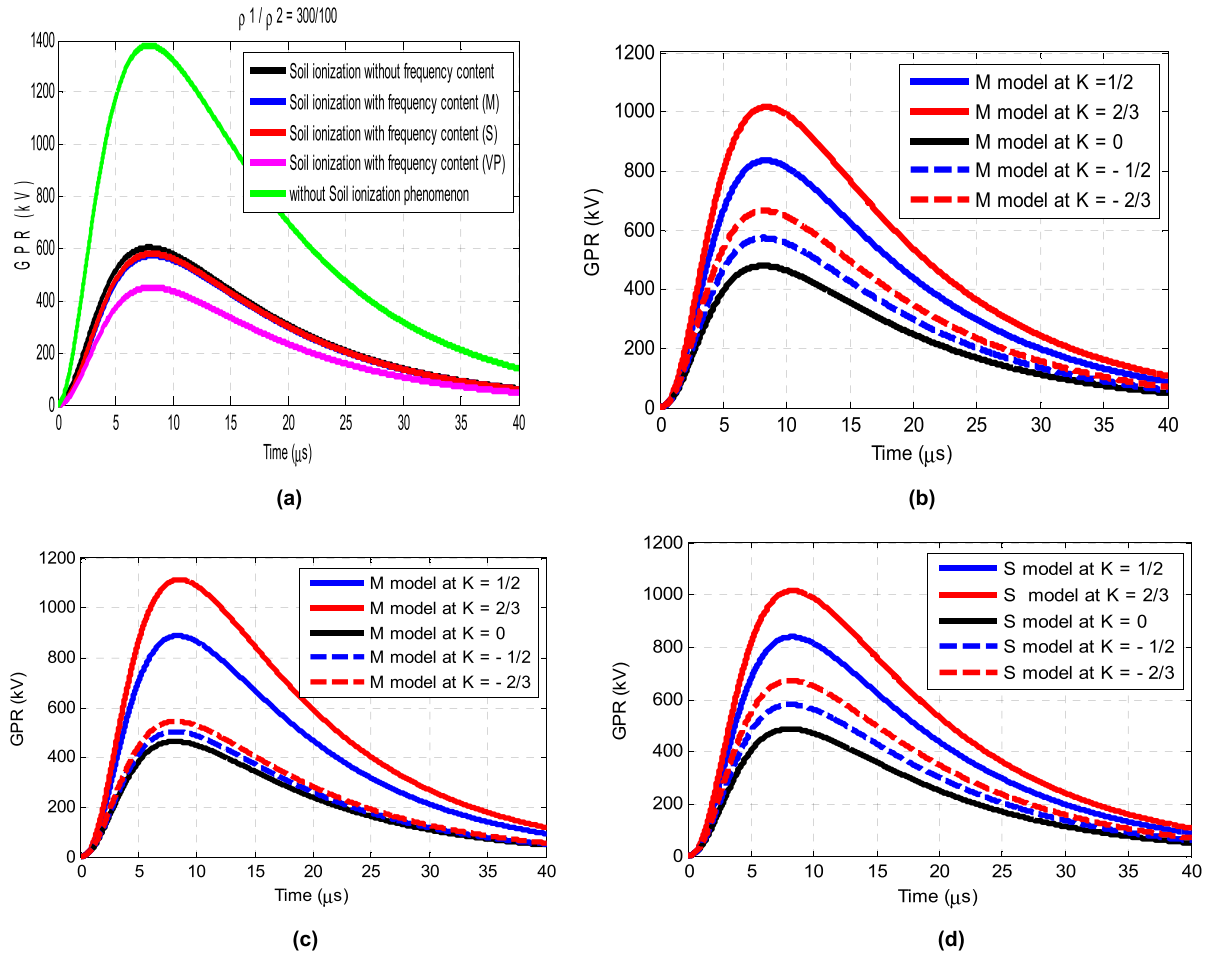 ρ 1 / ρ 2 = 300/100
1400
1200
1000
800
600
400
200
0
G P R ( k V )
Soil ionization without frequency content
Soil ionization with frequency content (M)
Soil ionization with frequency content (S)
Soil ionization with frequency content (VP)
without Soil ionization phenomenon
0 5 10 15 20 25 30 35 40
Time (μs)
(a)
1200
1000
800
600
400
200
0
GPR (kV)
M model at K =1/2
M model at K = 2/3
M model at K = 0
M model at K = - 1/2
M model at K = - 2/3
0 5 10 15 20 25 30 35 40
Time (μs)
(b)
1200
1000
800
600
400
200
0
GPR (kV)
M model at K = 1/2
M model at K = 2/3
M model at K = 0
M model at K = - 1/2
M model at K = - 2/3
0 5 10 15 20 25 30 35 40
Time (μs)
(c)
1200
1000
800
600
400
200
0
GPR (kV)
S model at K = 1/2
S model at K = 2/3
S model at K = 0
S model at K = - 1/2
S model at K = - 2/3
0 5 10 15 20 25 30 35 40
Time (μs)
(d)